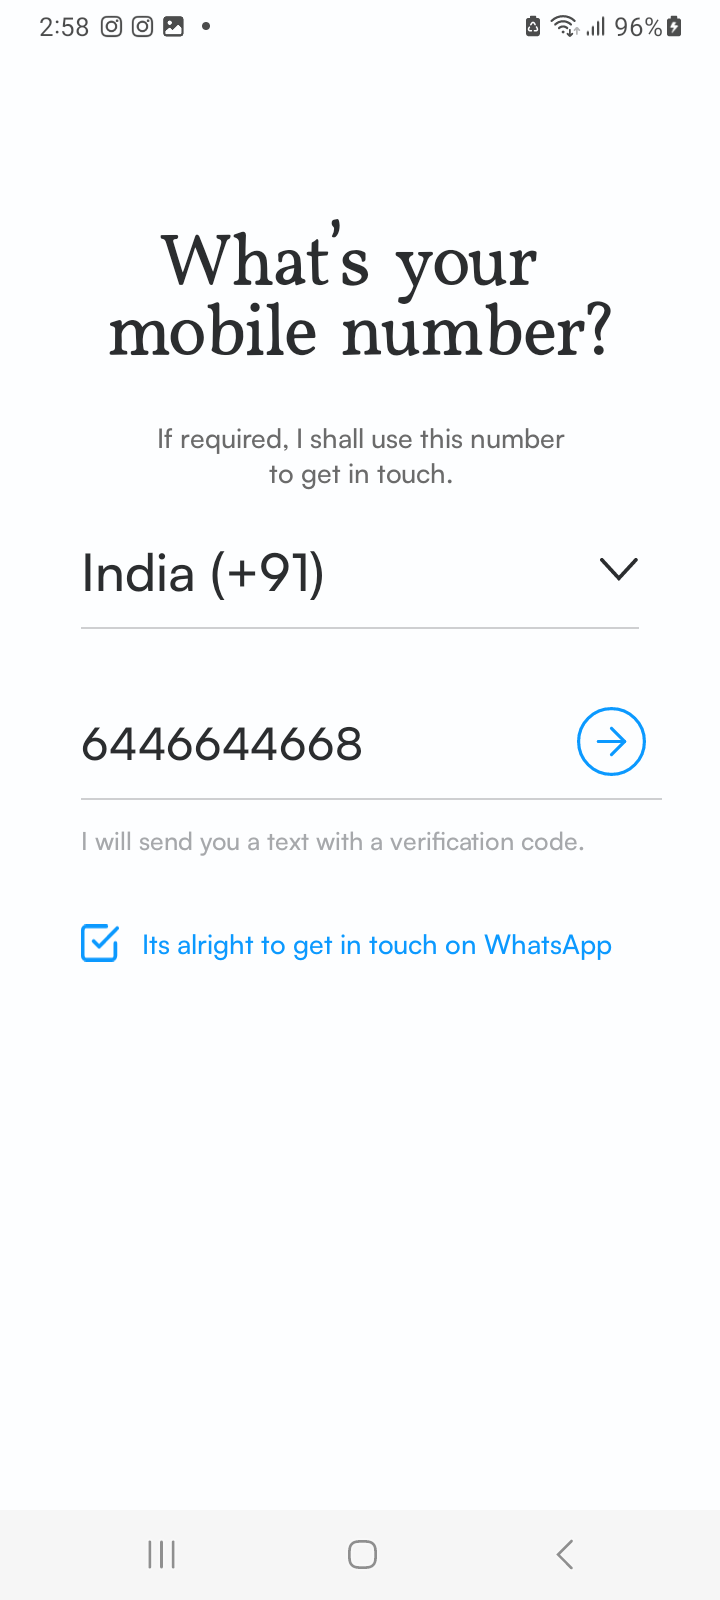 2:58
96%
What's your
mobile number?
If required, I shall use this number
to get in touch.
India (+91)
6446644668
I will send you a text with a verification code.
Its alright to get in touch on WhatsApp